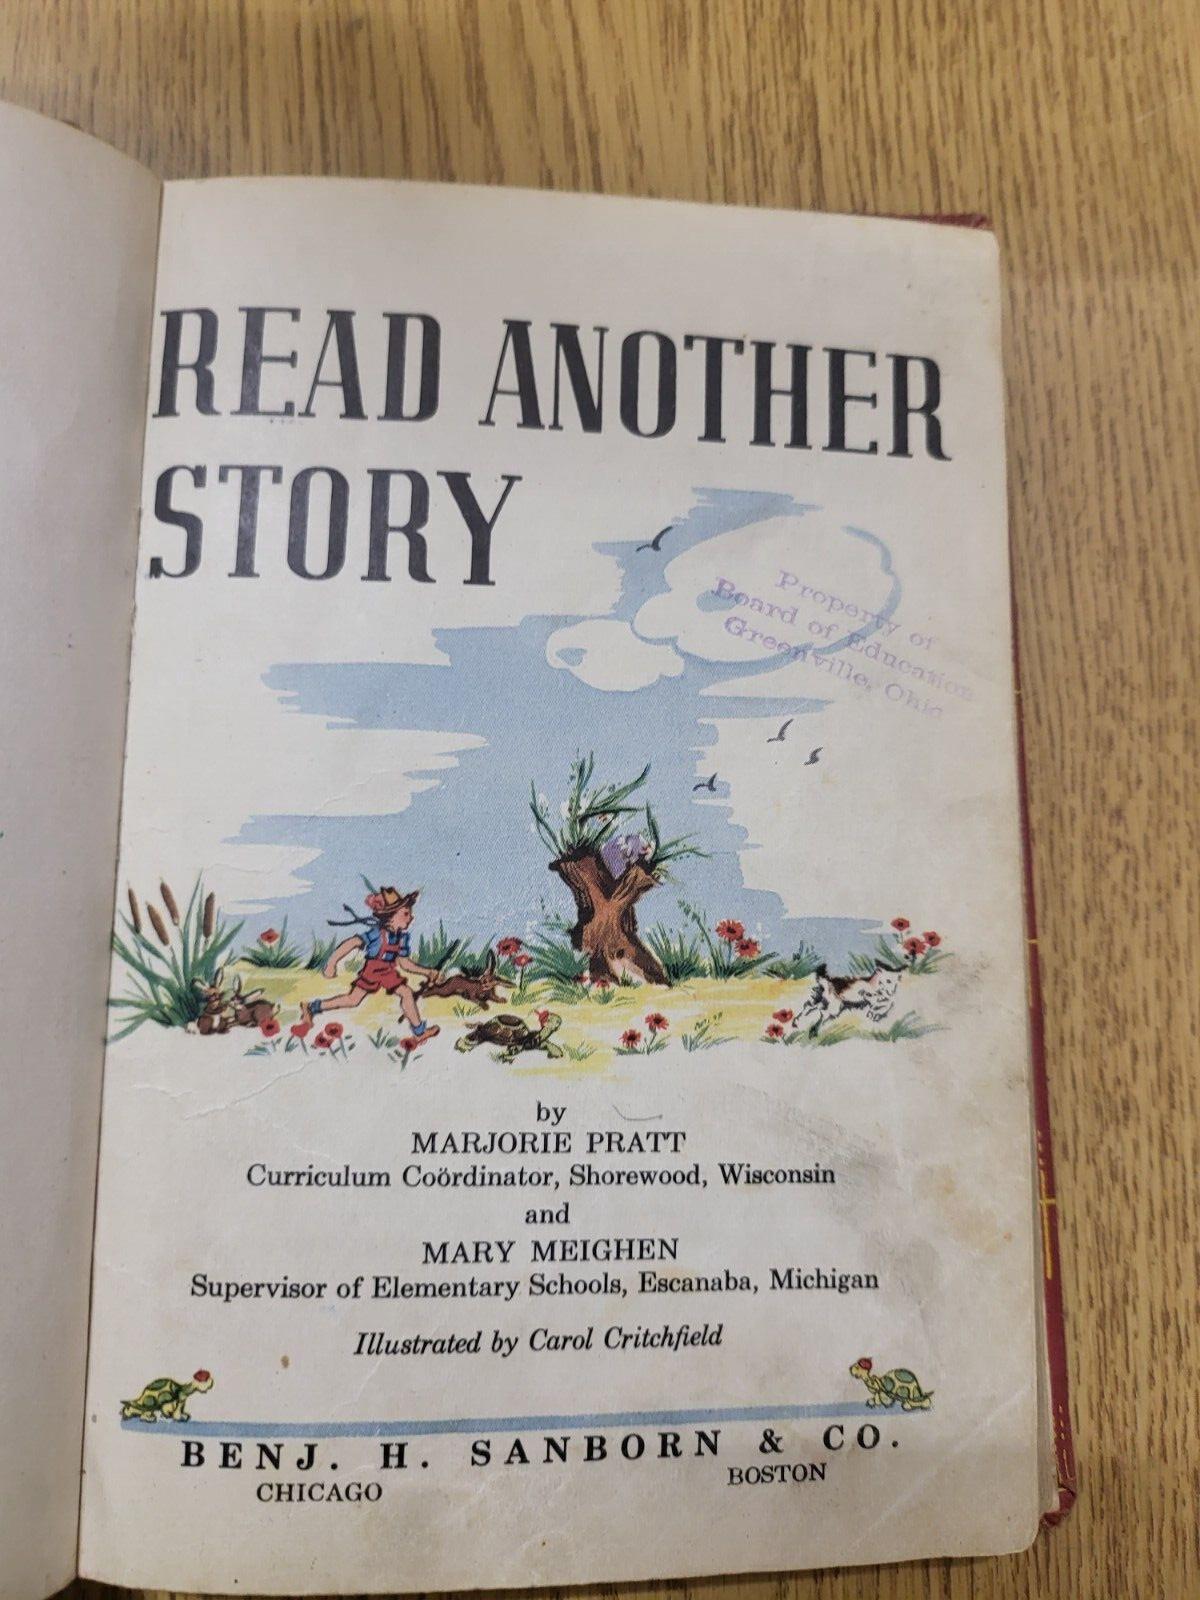 READ ANOTHER
STORY
Property of
Board of Education
Greenville, Ohio
by
MARJORIE PRATT
Curriculum Coördinator, Shorewood, Wisconsin
and
MARY MEIGHEN
Supervisor of Elementary Schools, Escanaba, Michigan
Illustrated by Carol Critchfield
BENJ. H. SANBORN & CO.
CHICAGO BOSTON